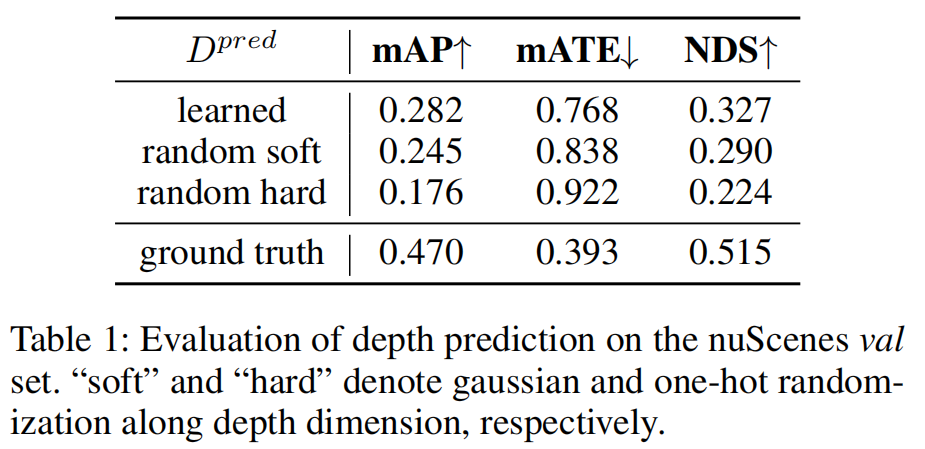 D^pred mAP↑ mATE↓ NDS↑
learned 0.282 0.768 0.327
random soft 0.245 0.838 0.290
random hard 0.176 0.922 0.224
ground truth 0.470 0.393 0.515
Table 1: Evaluation of depth prediction on the nuScenes val
set. “soft” and “hard” denote gaussian and one-hot random-
ization along depth dimension, respectively.